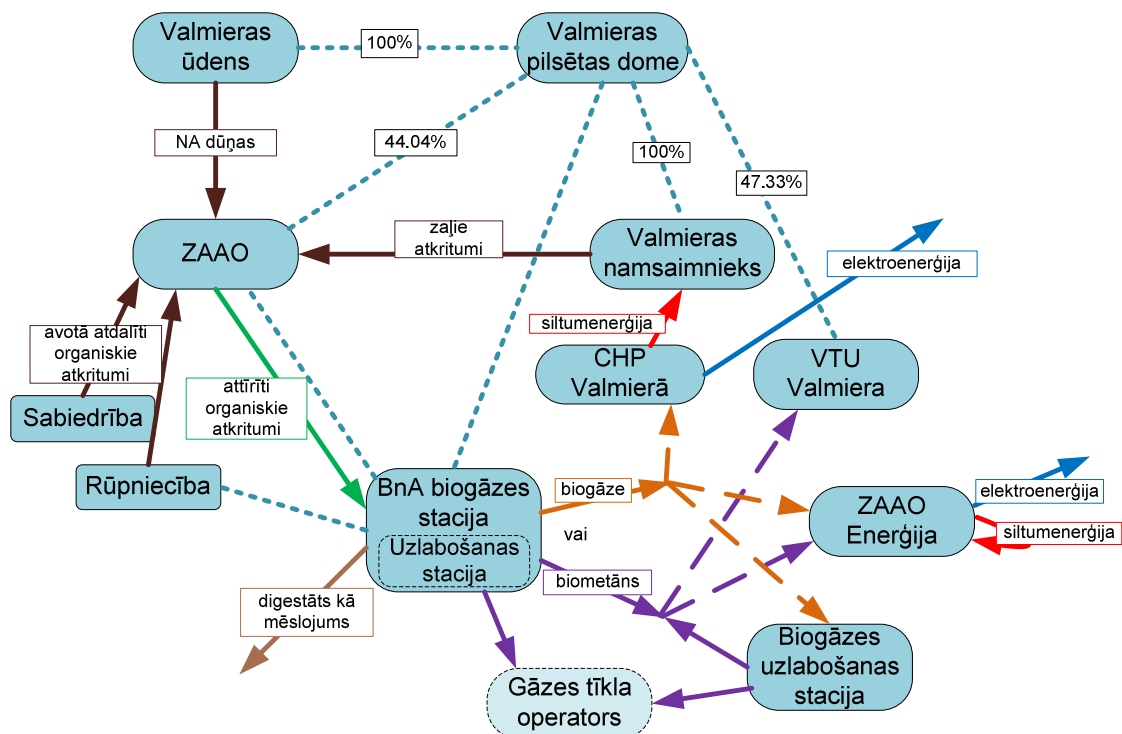 Valmieras
ūdens
100%
Valmieras
pilsētas dome
NA dūņas
44.04%
100%
47.33%
ZAAO
zaļie
atkritumi
Valmieras
namsaimnieks
elektroenerģija
siltumenerģija
avotā atdalīti
organiskie
atkritumi
CHP
Valmierā
VTU
Valmiera
attīrīti
organiskie
atkritumi
Sabiedrība
Rūpniecība
BnA biogāzes
stacija
Uzlabošanas
stacija
biogāze
vai
biometāns
ZAAO
Enerģija
elektroenerģija
siltumenerģija
digestāts kā
mēslojums
Biogāzes
uzlabošanas
stacija
Gāzes tīkla
operators